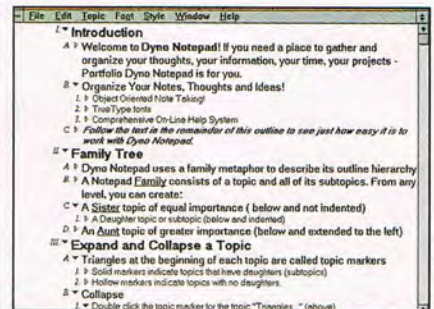 File Edit Topic Font Style Window Help
I. Introduction
A Welcome to Dyno Notepad! If you need a place to gather and
organize your thoughts, your information, your time, your projects -
Portfolio Dyno Notepad is for you.
B. Organize Your Notes, Thoughts and Ideas!
1. Object Oriented Note Taking!
2. TrueType fonts
3. Comprehensive On-Line Help System
C Follow the text in the remainder of this outline to see just how easy it is to
work with Dyno Notepad.
II. Family Tree
A Dyno Notepad uses a family metaphor to describe its outline hierarchy
B A Notepad Family consists of a topic and all of its subtopics. From any
level, you can create:
C A Sister topic of equal importance ( below and not indented)
1. A Daughter topic or subtopic (below and indented)
D. An Aunt topic of greater importance (below and extended to the left)
III. Expand and Collapse a Topic
A Triangles at the beginning of each topic are called topic markers
1. Solid markers indicate topics that have daughters (subtopics)
2. Hollow markers indicate topics with no daughters.
B Collapse
1. Double click the topic marker for the topic "Triangles..." (above)